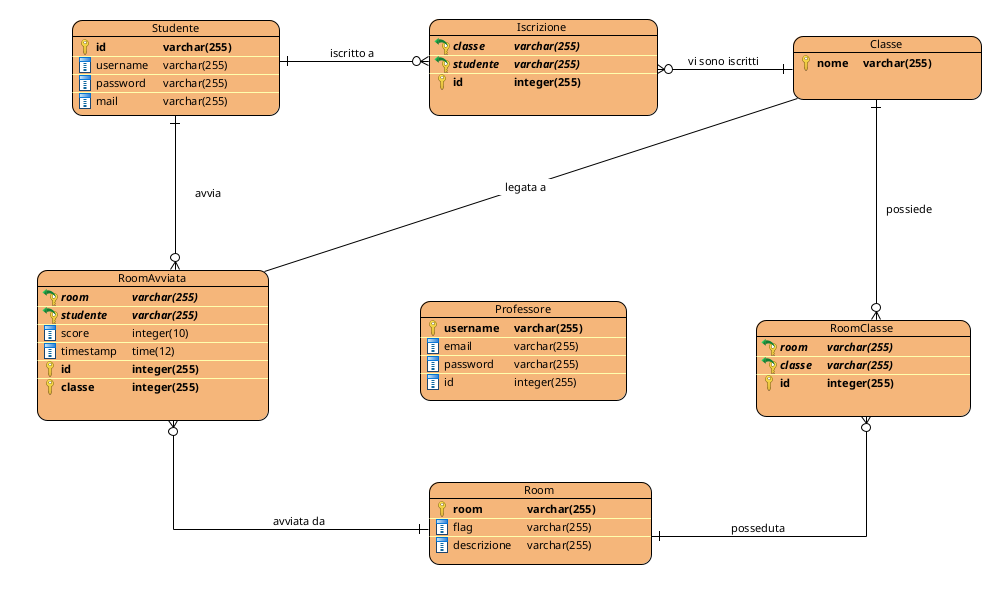 Studente
id varchar(255)
username varchar(255)
password varchar(255)
mail varchar(255)
iscritto a
Iscrizione
classe varchar(255)
studente varchar(255)
id integer(255)
vi sono iscritti
Classe
nome varchar(255)
avvia
legata a
possiede
RoomAvviata
room varchar(255)
studente varchar(255)
score integer(10)
timestamp time(12)
id integer(255)
classe integer(255)
Professore
username varchar(255)
email varchar(255)
password varchar(255)
id integer(255)
RoomClasse
room varchar(255)
classe varchar(255)
id integer(255)
avviata da
Room
room varchar(255)
flag varchar(255)
descrizione varchar(255)
posseduta